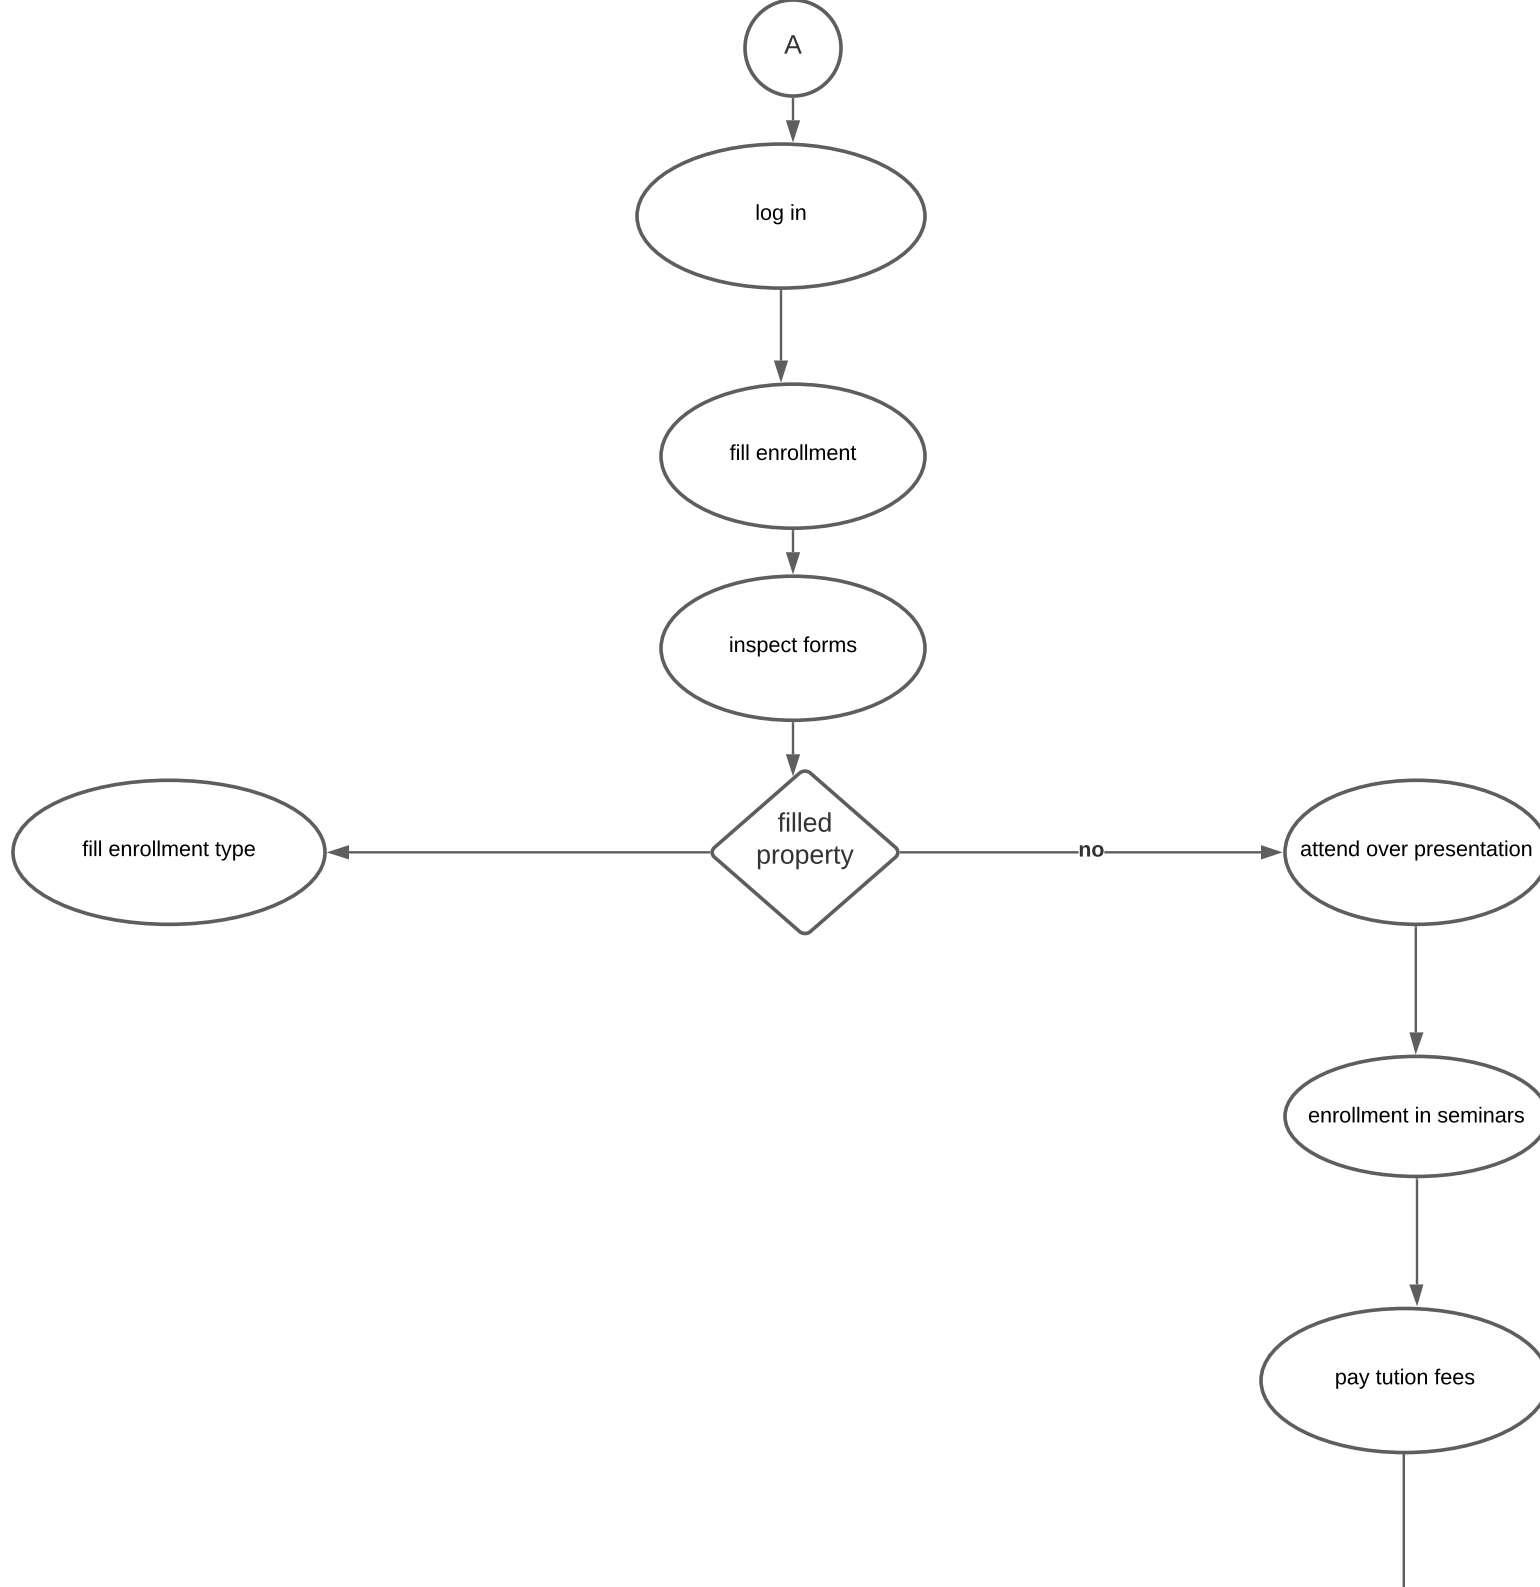 A
log in
fill enrollment
inspect forms
filled
property
fill enrollment type
no
attend over presentation
enrollment in seminars
pay tution fees